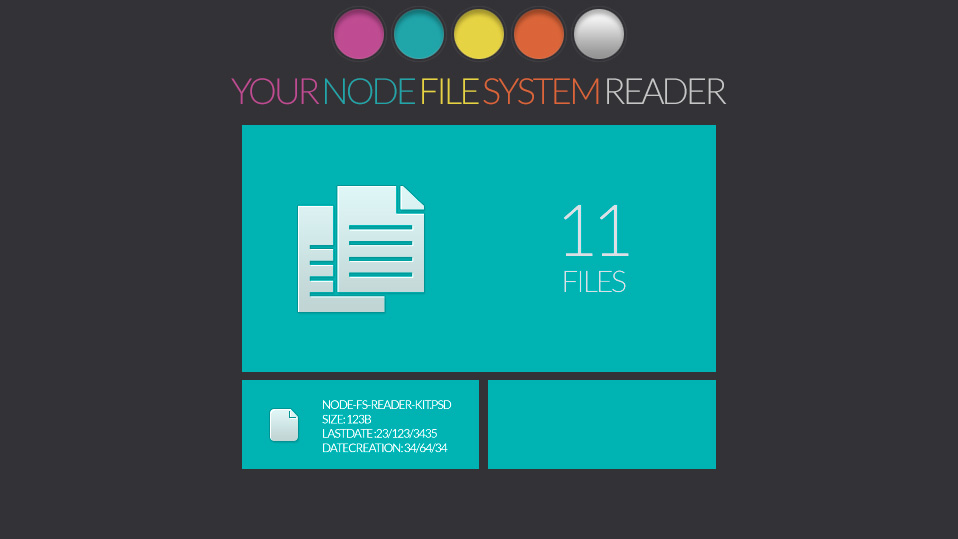 YOUR NODE FILE SYSTEM READER
11
FILES
NODE-FS-READER-KIT.PSD
SIZE: 123B
LASTDATE :23/123/3435
DATECREATION: 34/64/34